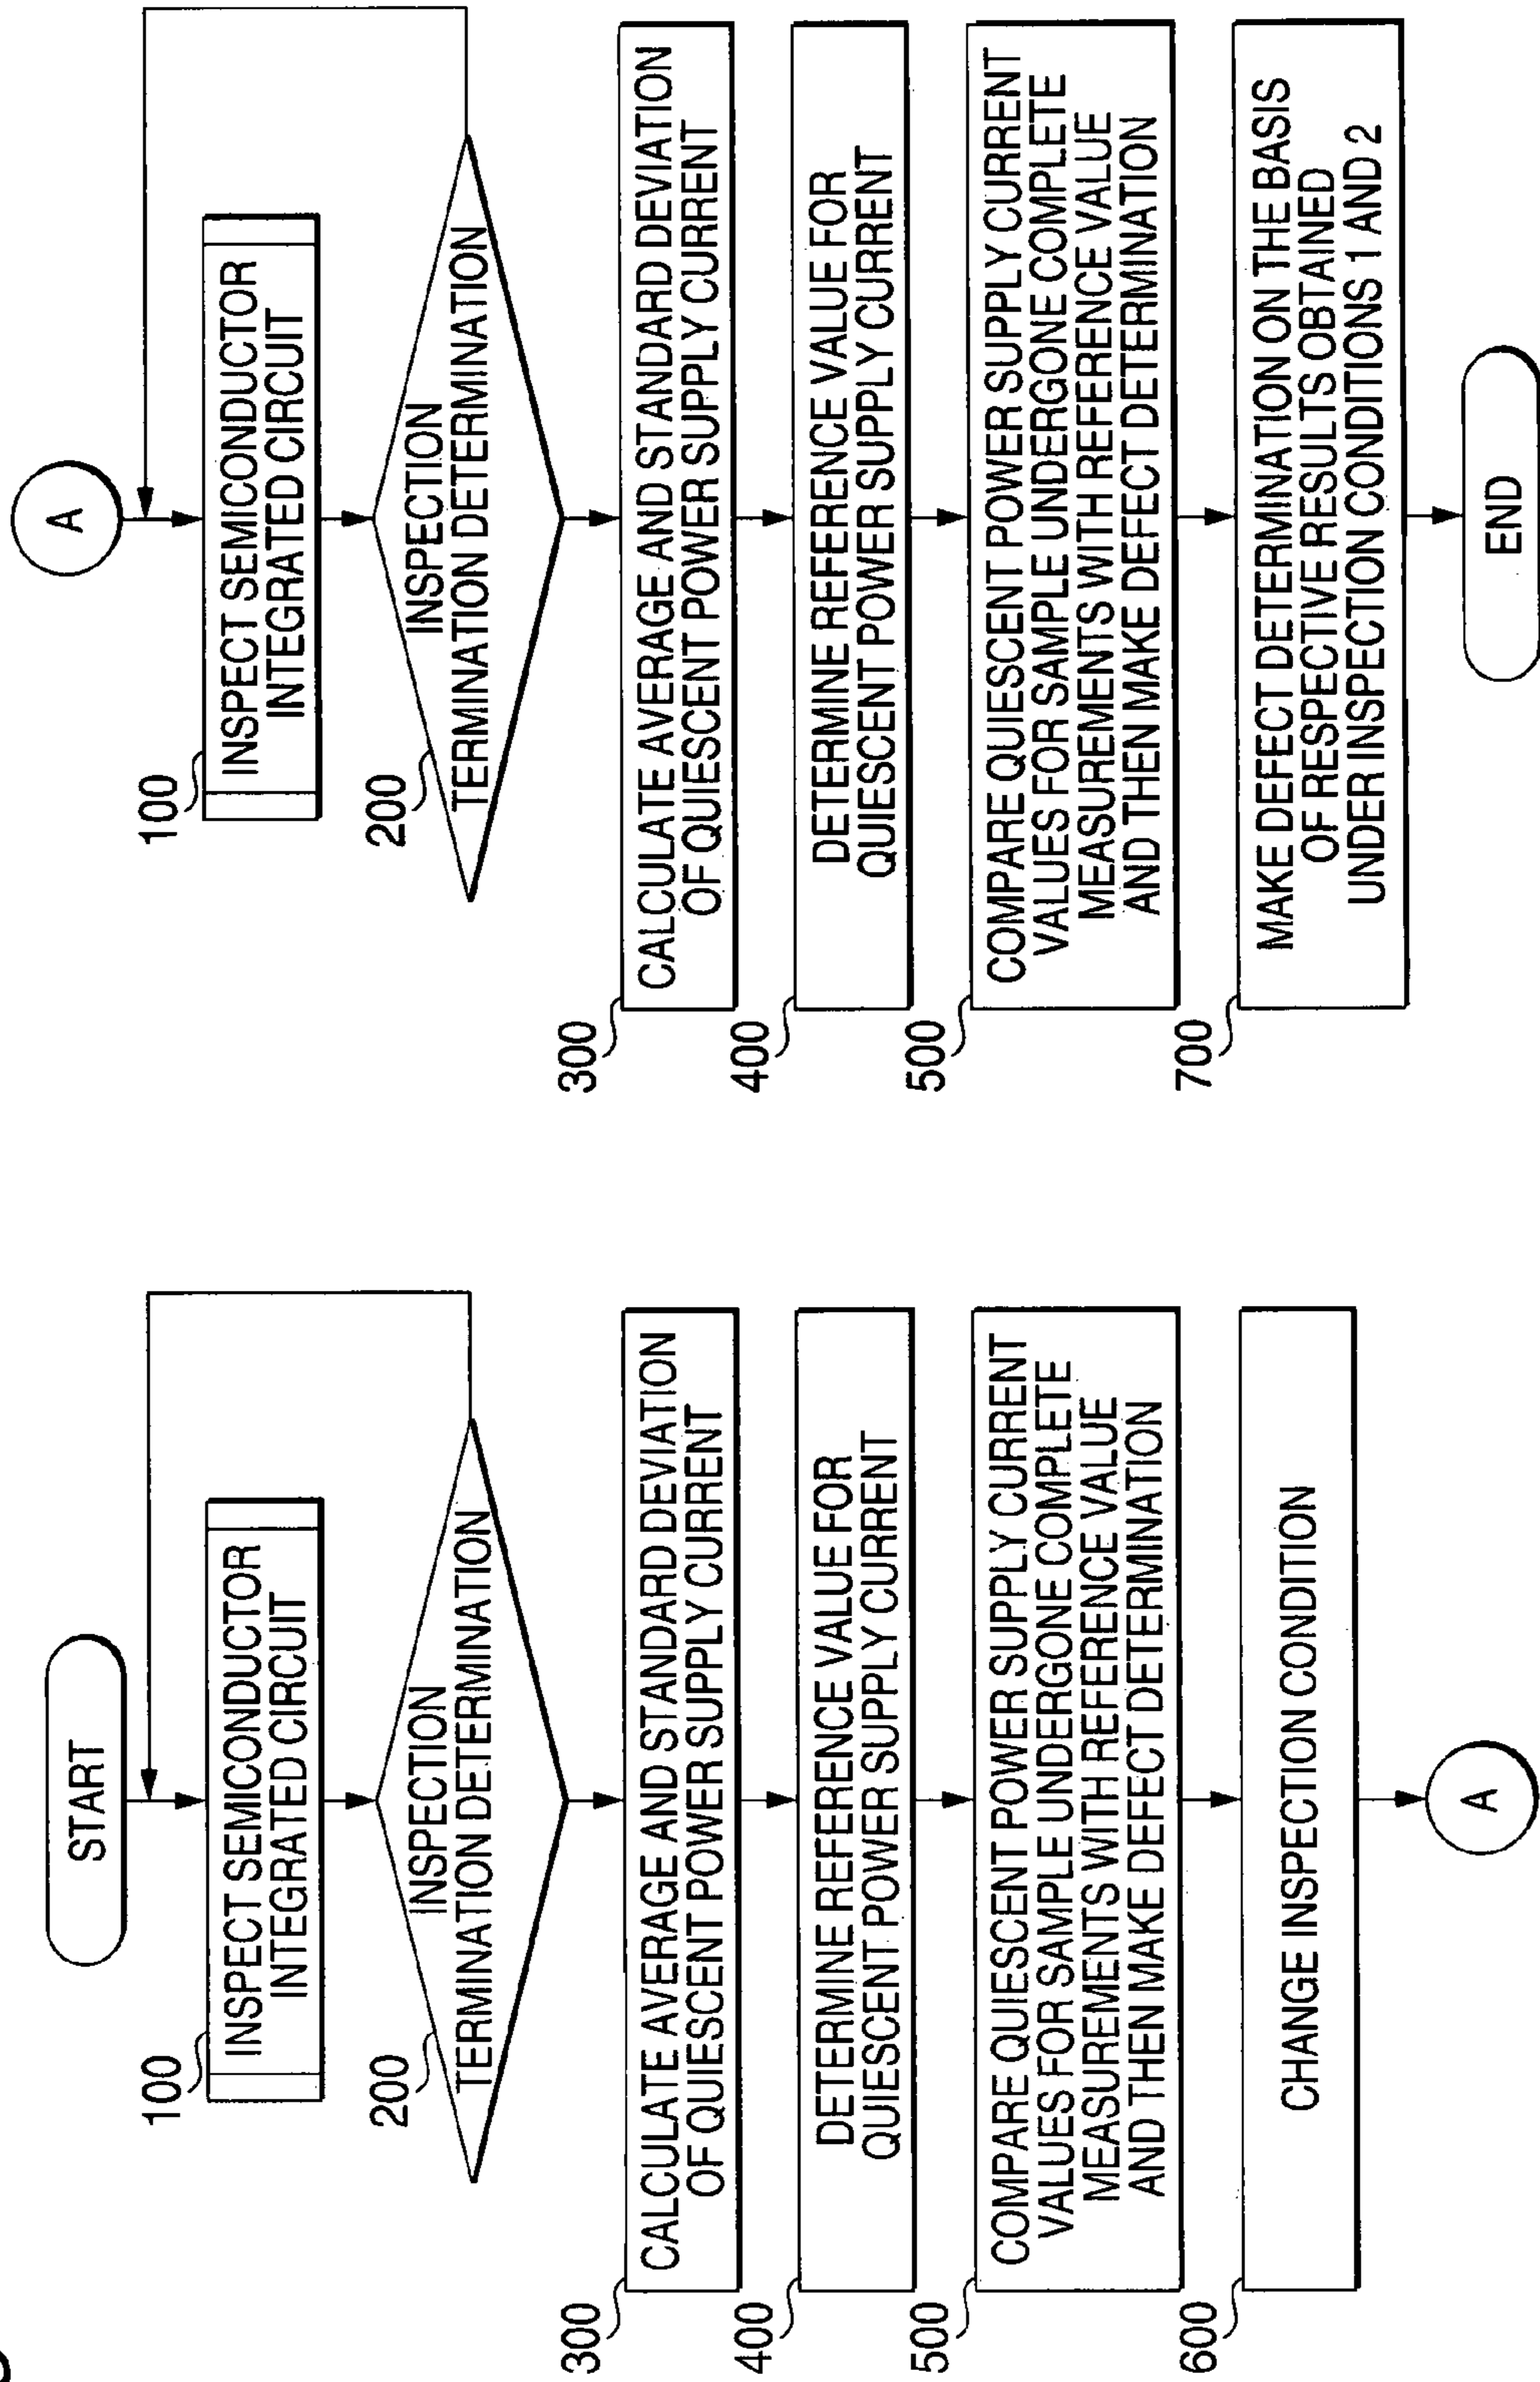 START
100
INSPECT SEMICONDUCTOR
INTEGRATED CIRCUIT
200
INSPECTION
TERMINATION DETERMINATION
300
CALCULATE AVERAGE AND STANDARD DEVIATION
OF QUIESCENT POWER SUPPLY CURRENT
400
DETERMINE REFERENCE VALUE FOR
QUIESCENT POWER SUPPLY CURRENT
500
COMPARE QUIESCENT POWER SUPPLY CURRENT
VALUES FOR SAMPLE UNDERGONE COMPLETE
MEASUREMENTS WITH REFERENCE VALUE
AND THEN MAKE DEFECT DETERMINATION
600
CHANGE INSPECTION CONDITION
A
A
100
INSPECT SEMICONDUCTOR
INTEGRATED CIRCUIT
200
INSPECTION
TERMINATION DETERMINATION
300
CALCULATE AVERAGE AND STANDARD DEVIATION
OF QUIESCENT POWER SUPPLY CURRENT
400
DETERMINE REFERENCE VALUE FOR
QUIESCENT POWER SUPPLY CURRENT
500
COMPARE QUIESCENT POWER SUPPLY CURRENT
VALUES FOR SAMPLE UNDERGONE COMPLETE
MEASUREMENTS WITH REFERENCE VALUE
AND THEN MAKE DEFECT DETERMINATION
700
MAKE DEFECT DETERMINATION ON THE BASIS
OF RESPECTIVE RESULTS OBTAINED
UNDER INSPECTION CONDITIONS 1 AND 2
END